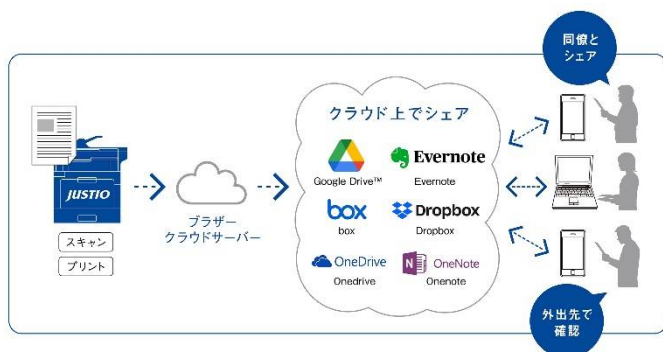 同僚と
シェア
クラウド上でシェア
Google Drive™
Evernote
Evernote
box
box
Dropbox
Dropbox
OneDrive
Onedrive
N
OneNote
Onenote
JUSTIO
スキャン
プリント
ブラザー
クラウドサーバー
外出先で
確認